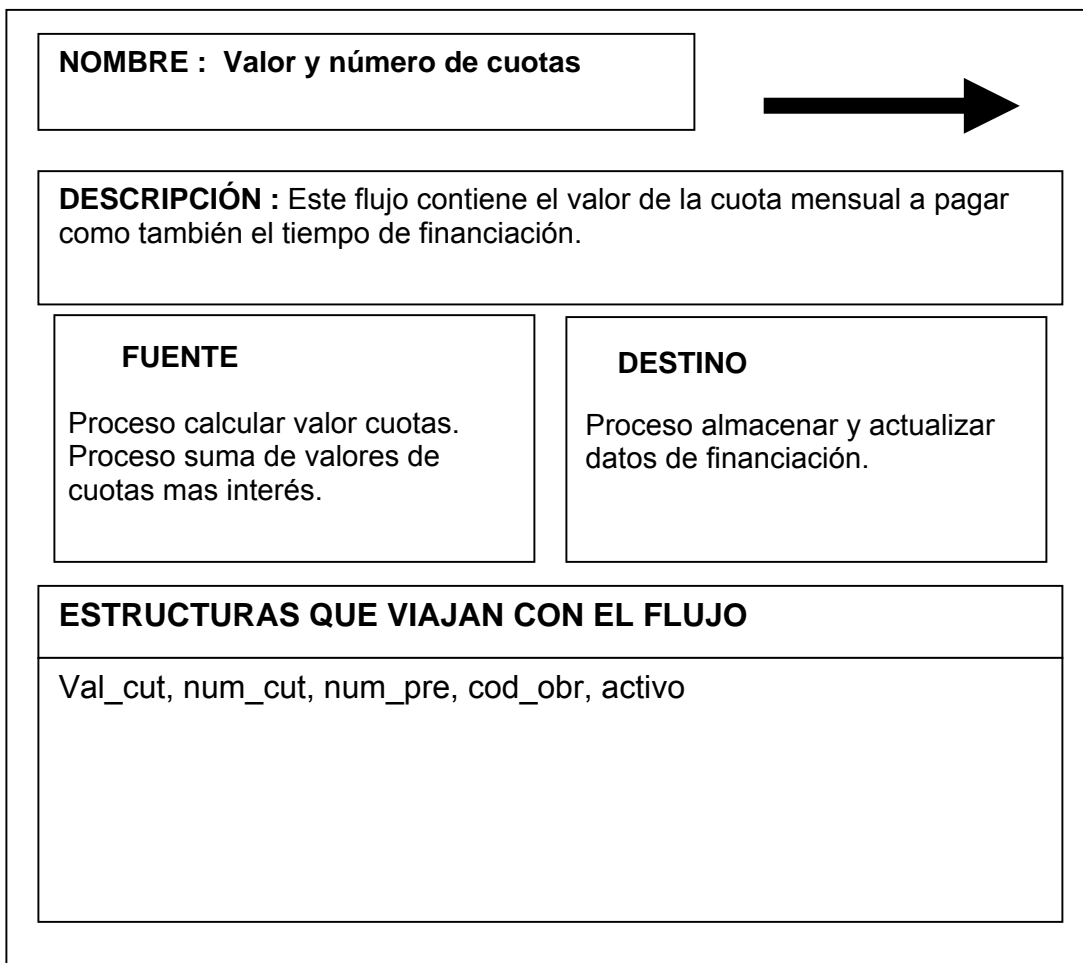 NOMBRE : Valor y número de cuotas
DESCRIPCIÓN : Este flujo contiene el valor de la cuota mensual a pagar
como también el tiempo de financiación.
FUENTE
Proceso calcular valor cuotas.
Proceso suma de valores de
cuotas mas interés.
DESTINO
Proceso almacenar y actualizar
datos de financiación.
ESTRUCTURAS QUE VIAJAN CON EL FLUJO
Val_cut, num_cut, num_pre, cod_obr, activo